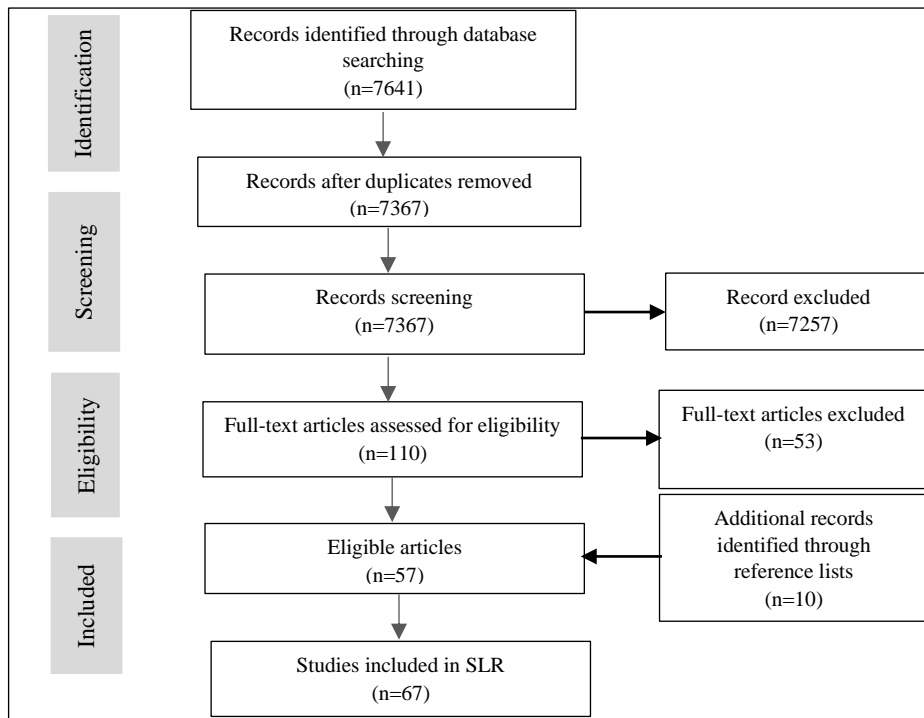 Identification
Records identified through database
searching
(n=7641)
Records after duplicates removed
(n=7367)
Screening
Records screening
(n=7367)
Record excluded
(n=7257)
Eligibility
Full-text articles assessed for eligibility
(n=110)
Full-text articles excluded
(n=53)
Included
Eligible articles
(n=57)
Additional records
identified through
reference lists
(n=10)
Studies included in SLR
(n=67)